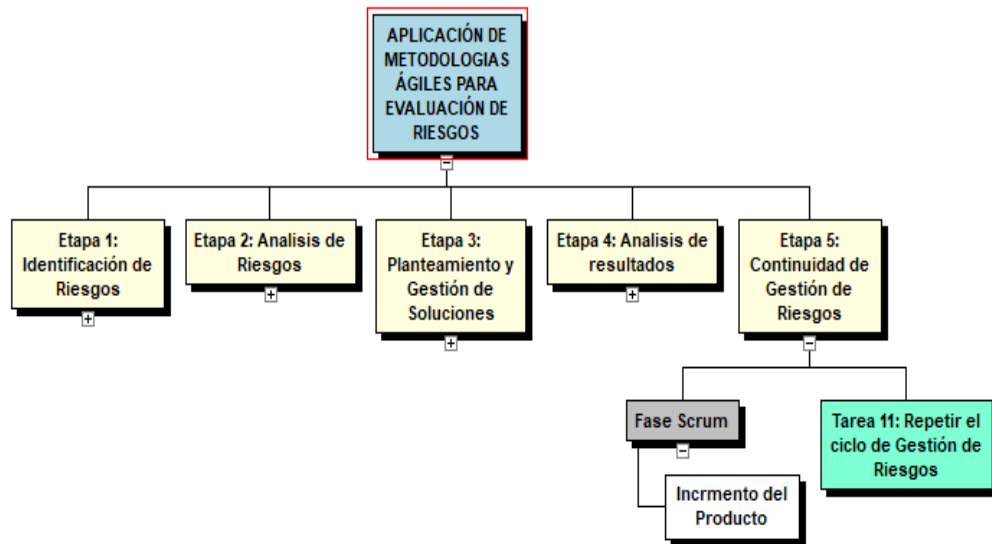 APLICACIÓN DE
METODOLOGIAS
ÁGILES PARA
EVALUACIÓN DE
RIESGOS
Etapa 1:
Identificación de
Riesgos
Etapa 2: Analisis de
Riesgos
Etapa 3:
Planteamiento y
Gestión de
Soluciones
Etapa 4: Analisis de
resultados
Etapa 5:
Continuidad de
Gestión de
Riesgos
Fase Scrum
Tarea 11: Repetir el
ciclo de Gestión de
Riesgos
Incrmento del
Producto